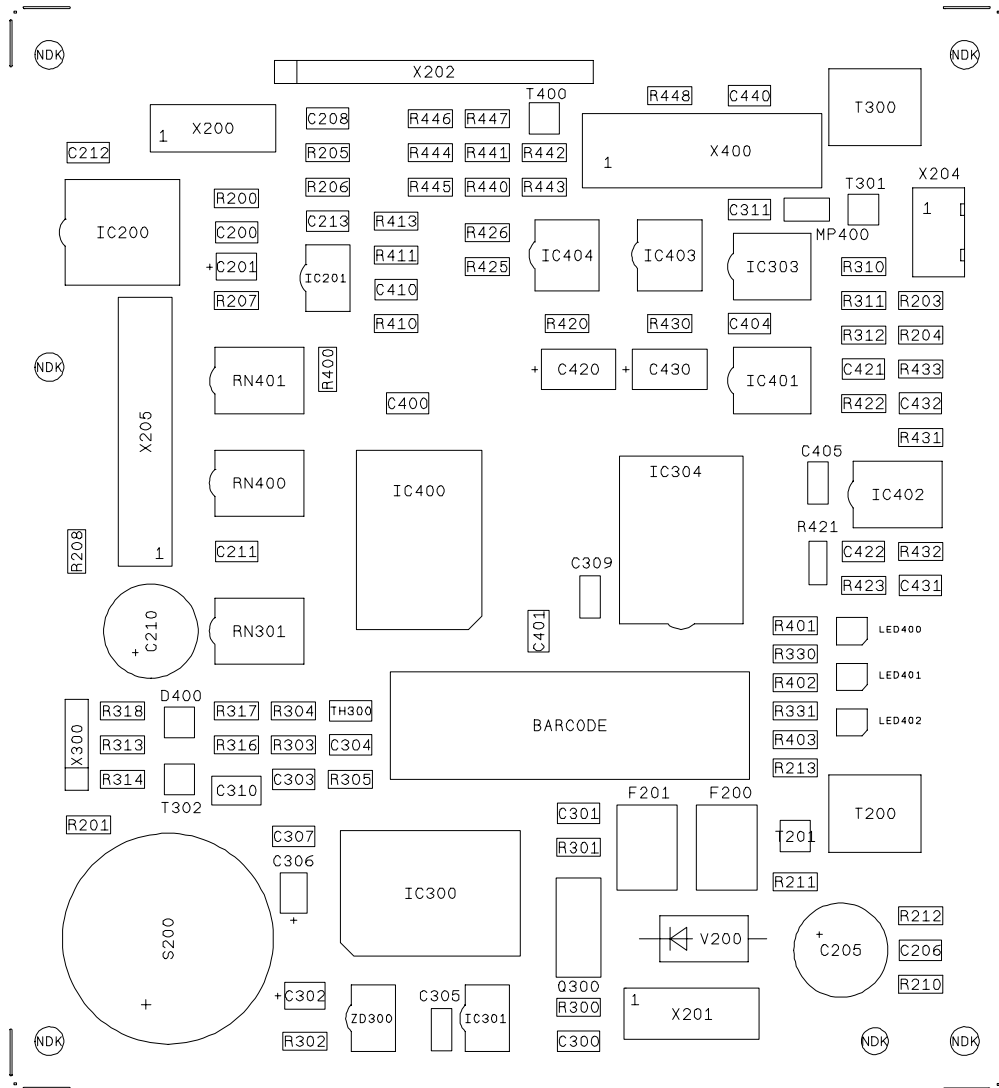 NDK NDK
X202
T400 R448 C440 T300
X200 1 C208 R446 R447 X400 1
C212 R205 R444 R441 R442
R206 R445 R440 R443 T301 X204
R200 C213 R413 C311 MP400 1
IC200 C200 R411 R426 IC404 IC403 IC303
+ C201 IC201 C410 R425 R310
R207 R410 R420 R430 C404 R311 R203
R312 R204
NDK RN401 R400 + C420 + C430 IC401 C421 R433
C400 R422 C432
X205 R431
RN400 IC400 IC304 C405 IC402
R208 1 C211 C309 R421 C422 R432
R423 C431
C210 + RN301 C401 R401 LED400
R330
D400 R402 LED401
X300 R318 R317 R304 TH300 BARCODE R331 LED402
R313 R316 R303 C304 R403
R314 T302 C310 C303 R305 R213
F201 F200
R201 C307 C301 T201 T200
C306 R301
+ IC300 R211
S200 + V200 + C205 R212
C206
+ C302 ZD300 C305 IC301 Q300 R210
R300 1 X201
NDK R302 C300 NDK NDK